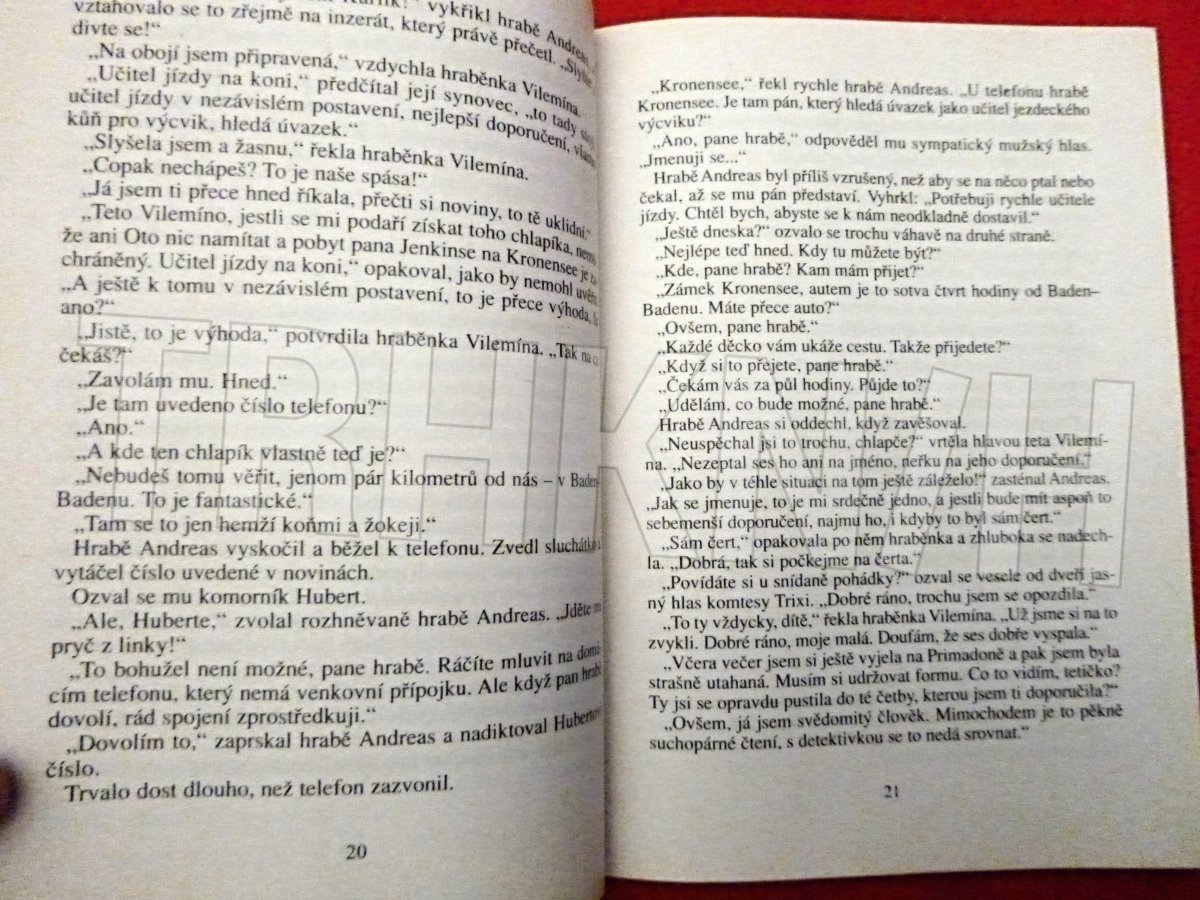 vykřikl hrabě Andreas,
vztahovalo se to zřejmě na inzerát, který právě přečetl.
divte se!“
„Na obojí jsem připravená,“ vzdychla hraběnka Vilemína.
„Učitel jízdy na koni,“ předčítal její synovec, „to tady
učitel jízdy v nezávislém postavení, nejlepší doporučení,
kůň pro výcvik, hledá úvazek.“
„Slyšela jsem a žasnu,“ řekla hraběnka Vilemína.
„Copak nechápeš? To je naše spása!“
„Já jsem ti přece hned říkala, přečti si noviny, to tě uklidní.“
„Teto Vilemíno, jestli se mi podaří získat toho chlapíka,
že ani Oto nic namítat a pobyt pana Jenkinse na Kronensee je
chráněný. Učitel jízdy na koni,“ opakoval, jako by nemohl
„A ještě k tomu v nezávislém postavení, to je přece výhoda,
ano?“
„Jistě, to je výhoda,“ potvrdila hraběnka Vilemína. „Tak na
čekáš?“
„Zavolám mu. Hned.“
„Je tam uvedeno číslo telefonu?“
„Ano.“
„A kde ten chlapík vlastně teď je?“
„Nebudeš tomu věřit, jenom pár kilometrů od nás – v Baden-
Badenu. To je fantastické.“
„Tam se to jen hemží koňmi a žokeji.“
Hrabě Andreas vyskočil a běžel k telefonu. Zvedl sluchátko a
vytáčel číslo uvedené v novinách.
Ozval se mu komorník Hubert.
„Ale, Huberte,“ zvolal rozhněvaně hrabě Andreas. „Jděte mi
pryč z linky!“
„To bohužel není možné, pane hrabě. Ráčíte mluvit na domá-
cím telefonu, který nemá venkovní přípojku. Ale když pan hrabě
dovolí, rád spojení zprostředkuji.“
„Dovolím to,“ zaprskal hrabě Andreas a nadiktoval Hubertovi
číslo.
Trvalo dost dlouho, než telefon zazvonil.
20
„Kronensee,“ řekl rychle hrabě Andreas. „U telefonu hrabě
Kronensee. Je tam pán, který hledá úvazek jako učitel jezdeckého
výcviku?“
„Ano, pane hrabě,“ odpověděl mu sympatický mužský hlas.
„Jmenuji se...“
Hrabě Andreas byl příliš vzrušený, než aby se na něco ptal nebo
čekal, až se mu pán představí. Vyhrkl: „Potřebuji rychle učitele
jízdy. Chtěl bych, abyste se k nám neodkladně dostavil.“
„Ještě dneska?“ ozvalo se trochu váhavě na druhé straně.
„Nejlépe teď hned. Kdy tu můžete být?“
„Kde, pane hrabě? Kam mám přijet?“
„Zámek Kronensee, autem je to sotva čtvrt hodiny od Baden–
Badenu. Máte přece auto?“
„Ovšem, pane hrabě.“
„Každé děcko vám ukáže cestu. Takže přijedete?“
„Když si to přejete, pane hrabě.“
„Čekám vás za půl hodiny. Půjde to?“
„Udělám, co bude možné, pane hrabě.“
Hrabě Andreas si oddechl, když zavěšoval.
„Neuspěchal jsi to trochu, chlapče?“ vrtěla hlavou teta Vilemí-
na. „Nezeptal ses ho ani na jméno, neřku na jeho doporučení.“
„Jako by v téhle situaci na tom ještě záleželo!“ zasténal Andreas.
„Jak se jmenuje, to je mi srdečně jedno, a jestli bude mít aspoň to
sebemenší doporučení, najmu ho, i kdyby to byl sám čert.“
„Sám čert,“ opakovala po něm hraběnka a zhluboka se nadech-
la. „Dobrá, tak si počkejme na čerta.“
„Povídáte si u snídaně pohádky?“ ozval se vesele od dveří jas-
ný hlas komtesy Trixi. „Dobré ráno, trochu jsem se opozdila.“
„To ty vždycky, dítě,“ řekla hraběnka Vilemína. „Už jsme si na to
zvykli. Dobré ráno, moje malá. Doufám, že ses dobře vyspala.“
„Včera večer jsem si ještě vyjela na Primadoně a pak jsem byla
strašně utahaná. Musím si udržovat formu. Co to vidím, tetičko?
Ty jsi se opravdu pustila do té četby, kterou jsem ti doporučila?“
„Ovšem, já jsem svědomitý člověk. Mimochodem je to pěkně
suchopárné čtení, s detektivkou se to nedá srovnat.“
21